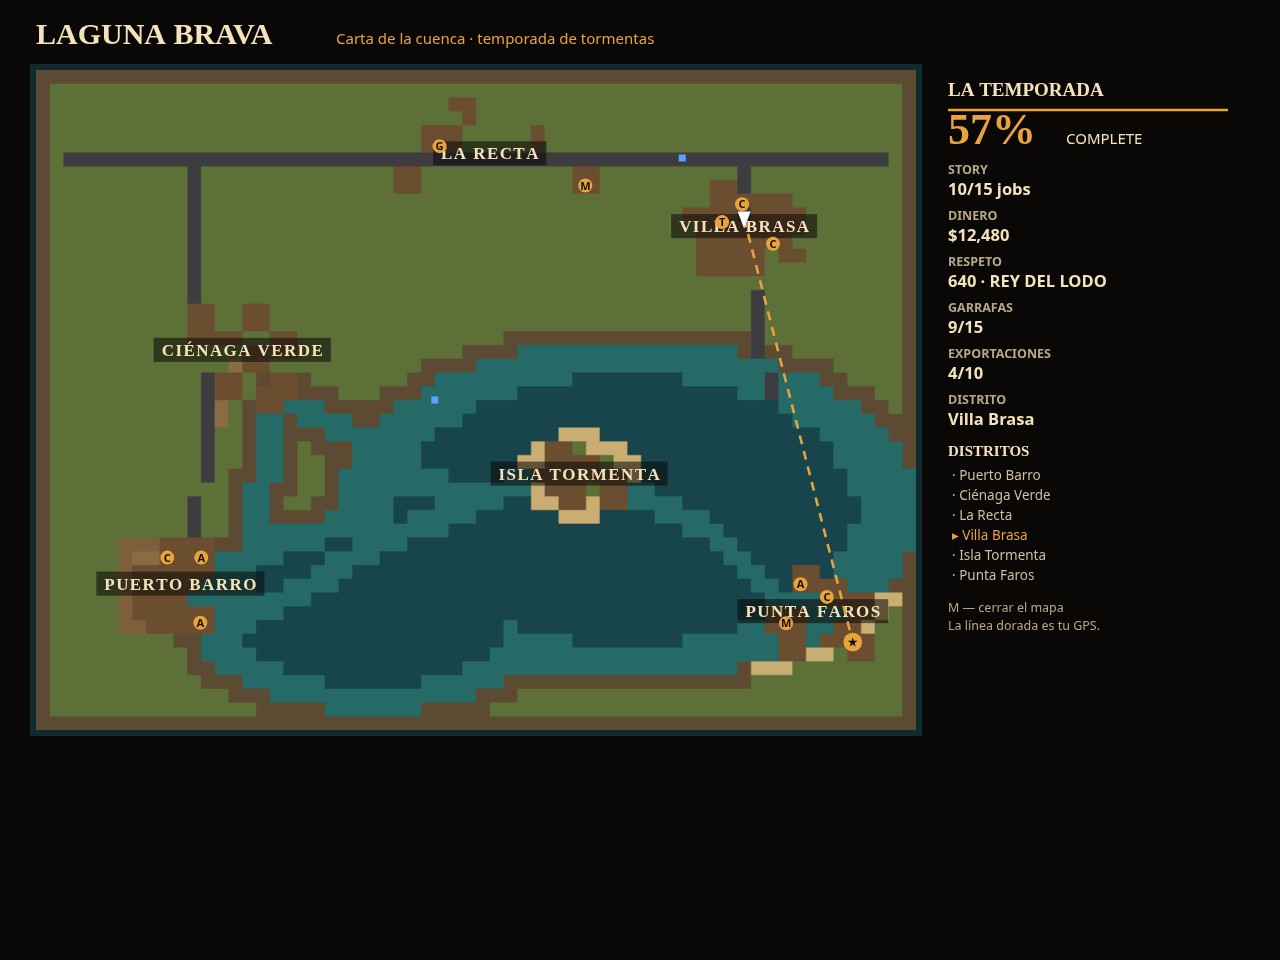 LAGUNA BRAVA
Carta de la cuenca · temporada de tormentas
G
LA RECTA
M
C
T
VILLA BRASA
C
CIÉNAGA VERDE
ISLA TORMENTA
C
A
PUERTO BARRO
A
A
C
PUNTA FAROS
M
★
LA TEMPORADA
57% COMPLETE
STORY
10/15 jobs
DINERO
$12,480
RESPETO
640 · REY DEL LODO
GARRAFAS
9/15
EXPORTACIONES
4/10
DISTRITO
Villa Brasa
DISTRITOS
· Puerto Barro
· Ciénaga Verde
· La Recta
▸ Villa Brasa
· Isla Tormenta
· Punta Faros
M — cerrar el mapa
La línea dorada es tu GPS.